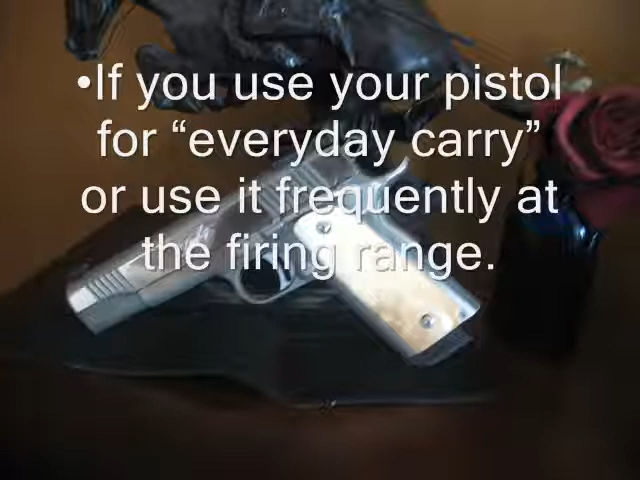 •If you use your pistol
for “everyday carry”
or use it frequently at
the firing range.